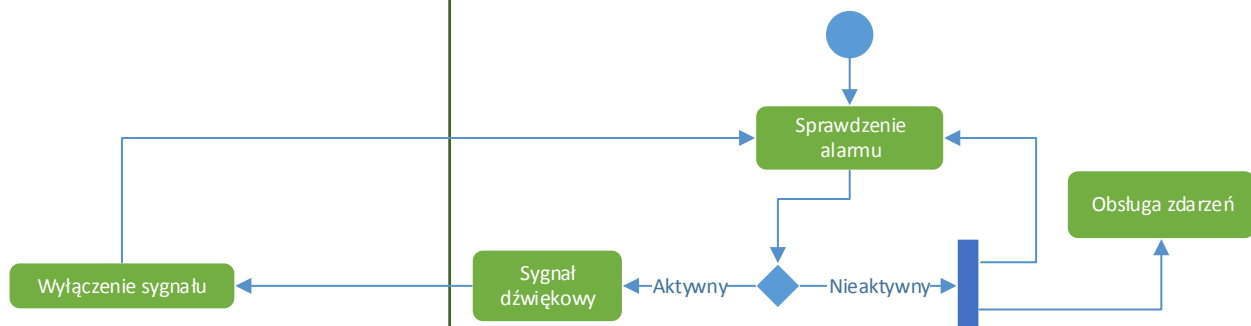 Sprawdzenie
alarmu
Obsługa zdarzeń
Wyłączenie sygnału
Sygnał
dźwiękowy
Aktywny
Nieaktywny